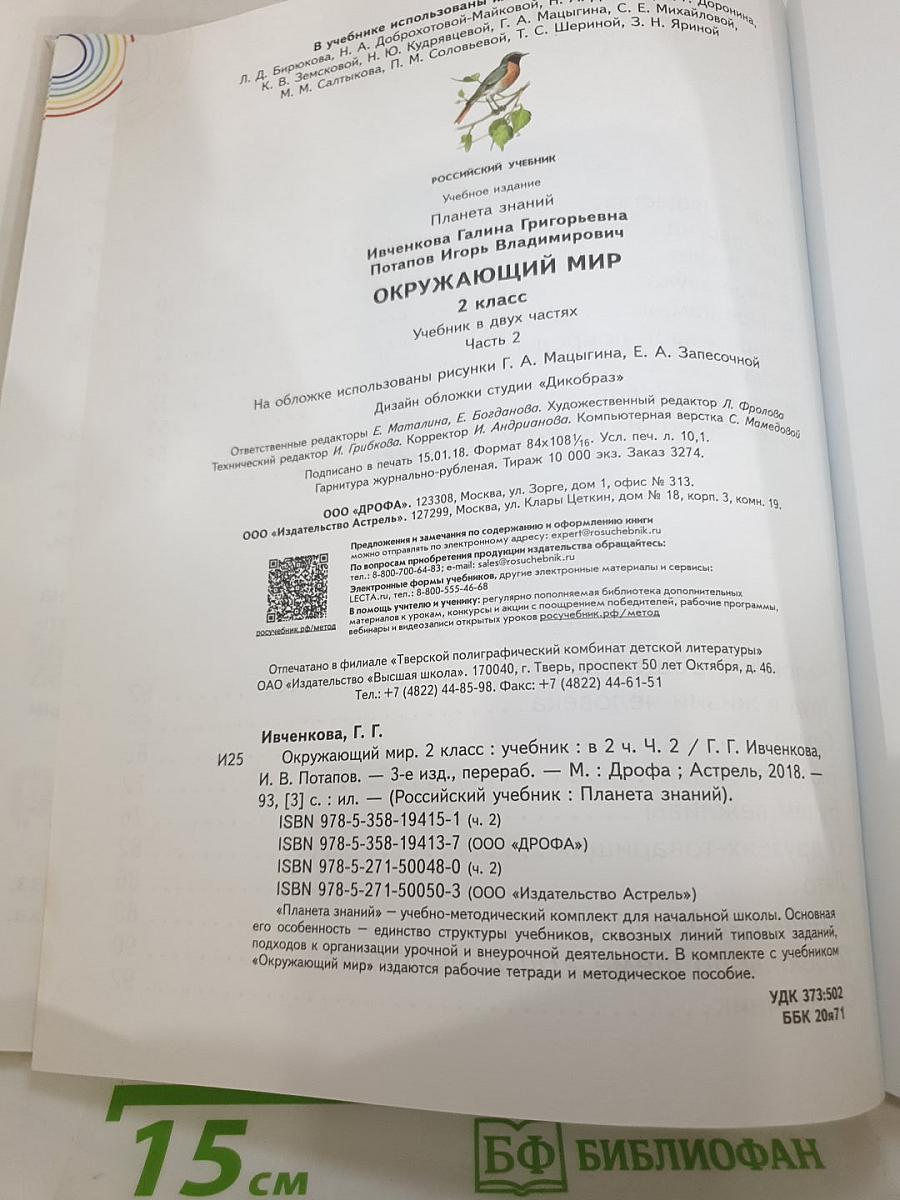 В учебнике использованы
Л. Д. Бирюкова, Н. А. Доброхотовой-Майковой, Доронина,
К. В. Земсковой, Н. Ю. Кудрявцевой, Г. А. Мацыгина, С. Е. Михайловой,
М. М. Салтыкова, П. М. Соловьевой, Т. С. Шериной, З. Н. Яриной
РОССИЙСКИЙ УЧЕБНИК
Учебное издание
Планета знаний
Ивченкова Галина Григорьевна
Потапов Игорь Владимирович
ОКРУЖАЮЩИЙ МИР
2 класс
Учебник в двух частях
Часть 2
На обложке использованы рисунки Г. А. Мацыгина, Е. А. Запесочной
Дизайн обложки студии «Дикобраз»
Ответственные редакторы Е. Маталина, Е. Богданова. Художественный редактор Л. Фролова
Технический редактор И. Грибкова. Корректор И. Андрианова. Компьютерная верстка С. Мамедовой
Подписано в печать 15.01.18. Формат 84х108 1/16. Усл. печ. л. 10,1.
Гарнитура журнально-рубленая. Тираж 10 000 экз. Заказ 3274.
ООО «ДРОФА». 123308, Москва, ул. Зорге, дом 1, офис № 313.
ООО «Издательство Астрель». 127299, Москва, ул. Клары Цеткин, дом № 18, корп. 3, комн. 19.
Предложения и замечания по содержанию и оформлению книги
можно отправлять по электронному адресу: expert@rosuchebnik.ru
По вопросам приобретения продукции издательства обращайтесь:
тел.: 8-800-700-64-83; e-mail: sales@rosuchebnik.ru
Электронные формы учебников, другие электронные материалы и сервисы:
LECTA.ru, тел.: 8-800-555-46-68
В помощь учителю и ученику: регулярно пополняемая библиотека дополнительных
материалов к урокам, конкурсы и акции с поощрением победителей, рабочие программы,
вебинары и видеозаписи открытых уроков росучебник.рф/метод
росучебник.рф/метод
Отпечатано в филиале «Тверской полиграфический комбинат детской литературы»
ОАО «Издательство «Высшая школа». 170040, г. Тверь, проспект 50 лет Октября, д. 46.
Тел.: +7 (4822) 44-85-98. Факс: +7 (4822) 44-61-51
Ивченкова, Г. Г.
И25 Окружающий мир. 2 класс : учебник : в 2 ч. Ч. 2 / Г. Г. Ивченкова,
И. В. Потапов. — 3-е изд., перераб. — М. : Дрофа ; Астрель, 2018. —
93, [3] с. : ил. — (Российский учебник : Планета знаний).
ISBN 978-5-358-19415-1 (ч. 2)
ISBN 978-5-358-19413-7 (ООО «ДРОФА»)
ISBN 978-5-271-50048-0 (ч. 2)
ISBN 978-5-271-50050-3 (ООО «Издательство Астрель»)
«Планета знаний» — учебно-методический комплект для начальной школы. Основная
его особенность — единство структуры учебников, сквозных линий типовых заданий,
подходов к организации урочной и внеурочной деятельности. В комплекте с учебником
«Окружающий мир» издаются рабочие тетради и методическое пособие.
УДК 373:502
ББК 20я71
15 см
БФ БИБЛИОФАН